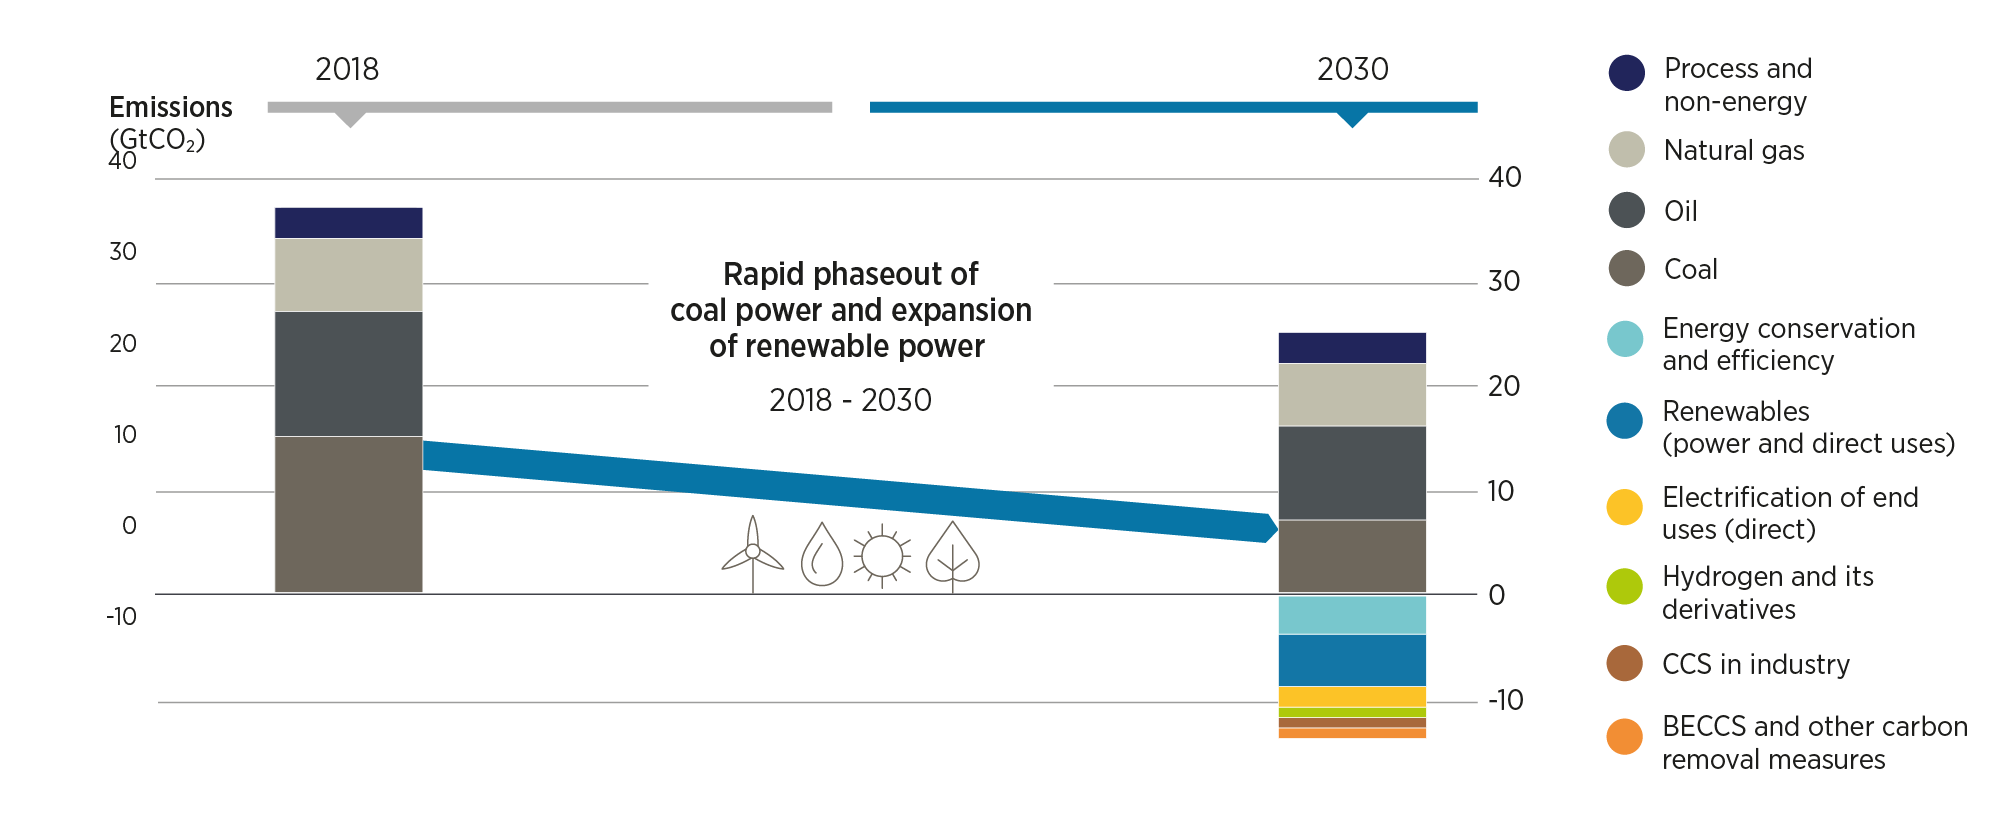 2018
2030
Emissions
(GtCO₂)
40
30
20
10
0
-10
Rapid phaseout of
coal power and expansion
of renewable power
2018 - 2030
40
30
20
10
0
-10
Process and
non-energy
Natural gas
Oil
Coal
Energy conservation
and efficiency
Renewables
(power and direct uses)
Electrification of end
uses (direct)
Hydrogen and its
derivatives
CCS in industry
BECCS and other carbon
removal measures